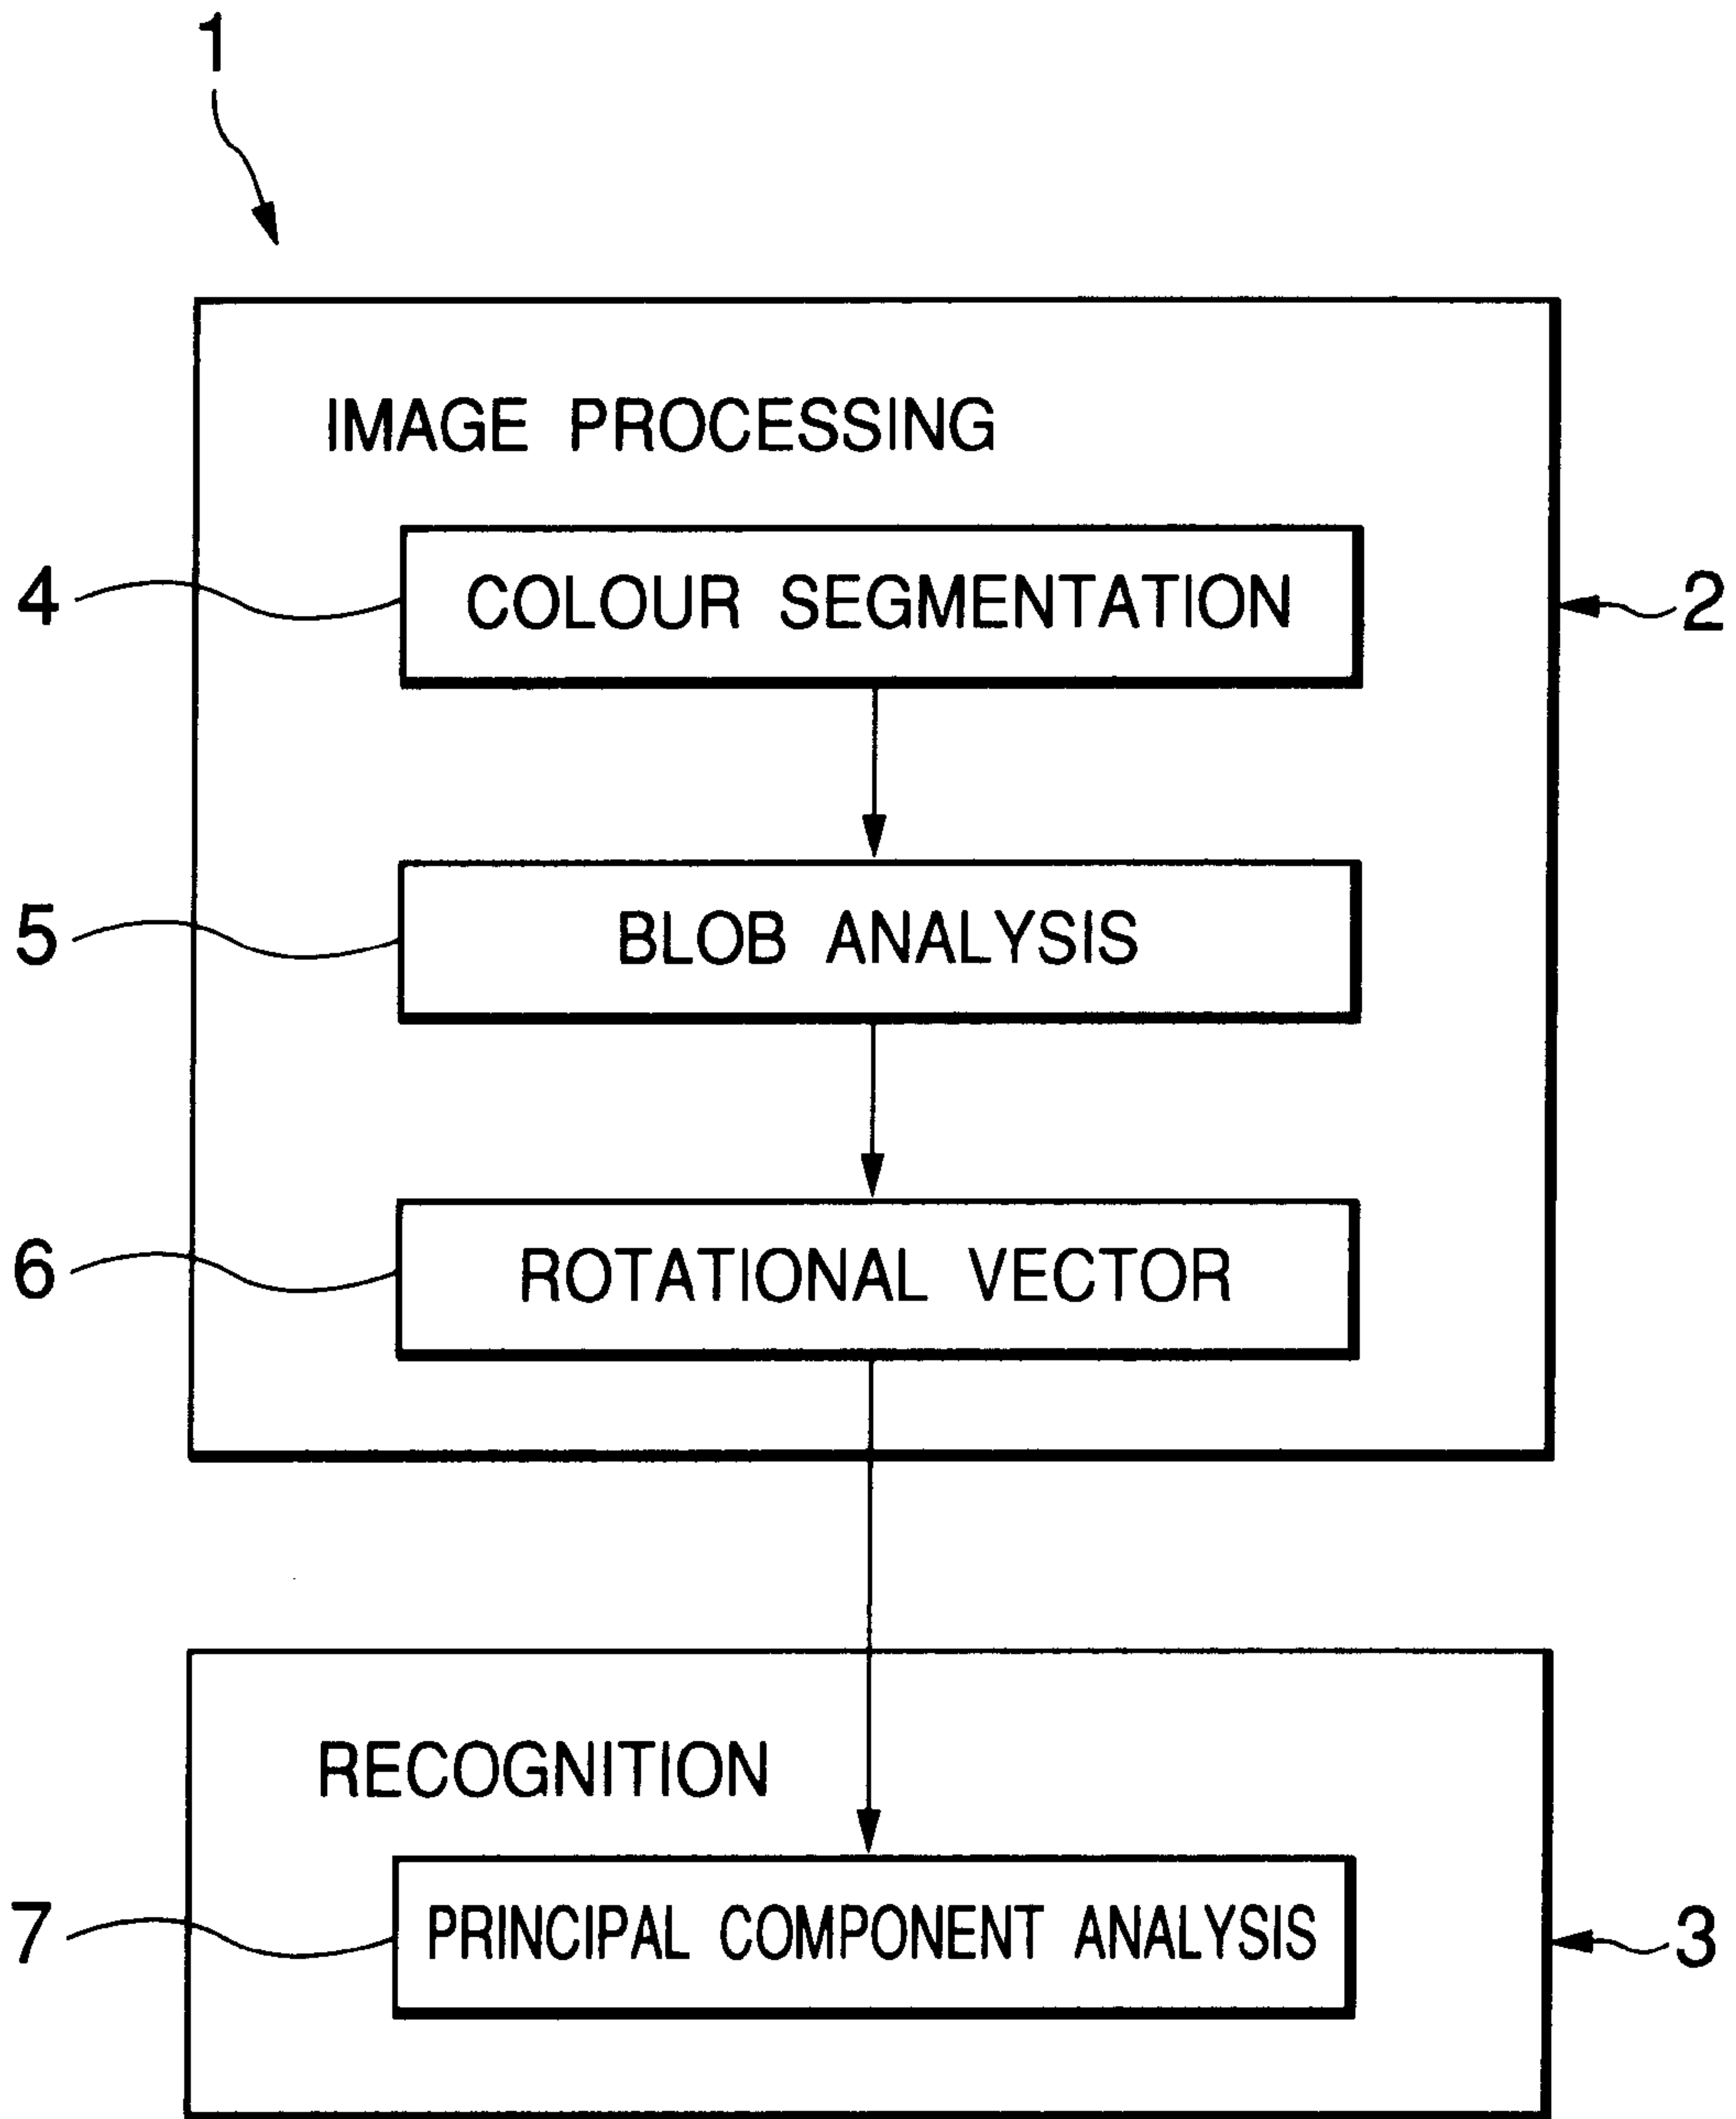 1
IMAGE PROCESSING
4
COLOUR SEGMENTATION
2
5
BLOB ANALYSIS
6
ROTATIONAL VECTOR
RECOGNITION
7
PRINCIPAL COMPONENT ANALYSIS
3